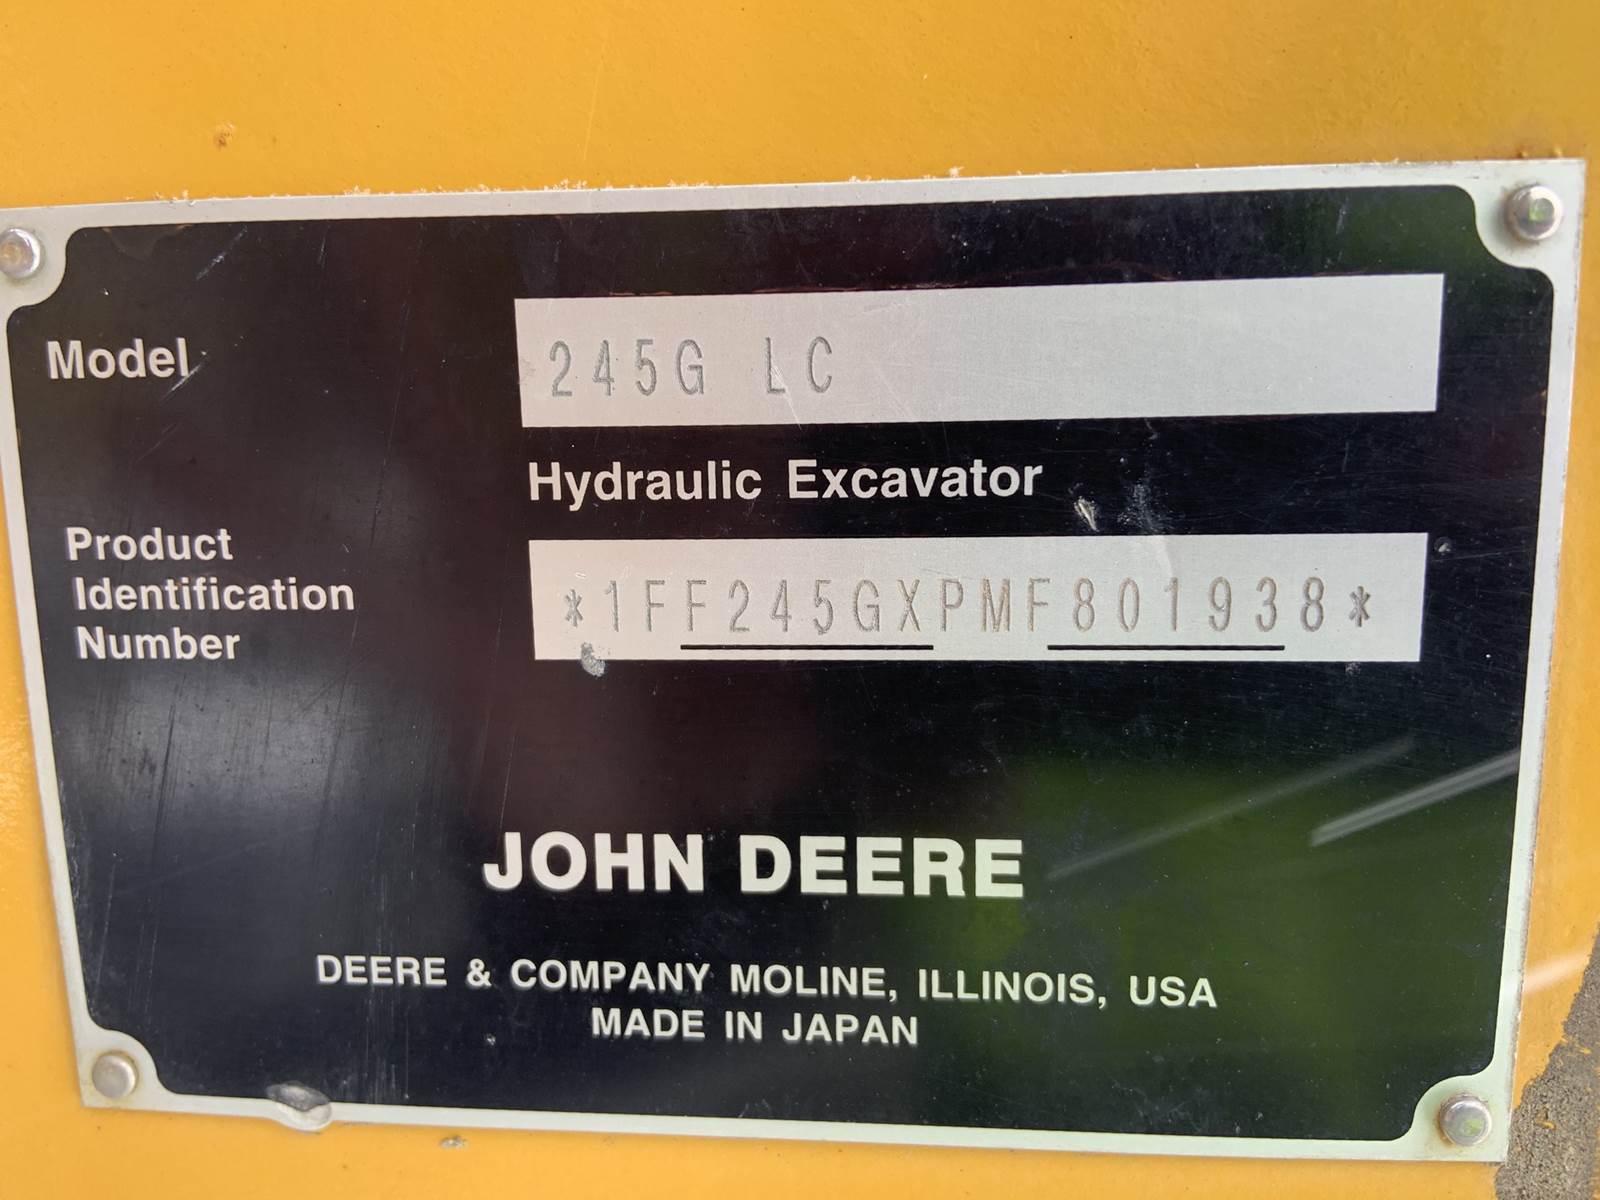 Model 245G LC
Hydraulic Excavator
Product
Identification
Number
*1FF245GXPMF801938*
JOHN DEERE
DEERE & COMPANY MOLINE, ILLINOIS, USA
MADE IN JAPAN